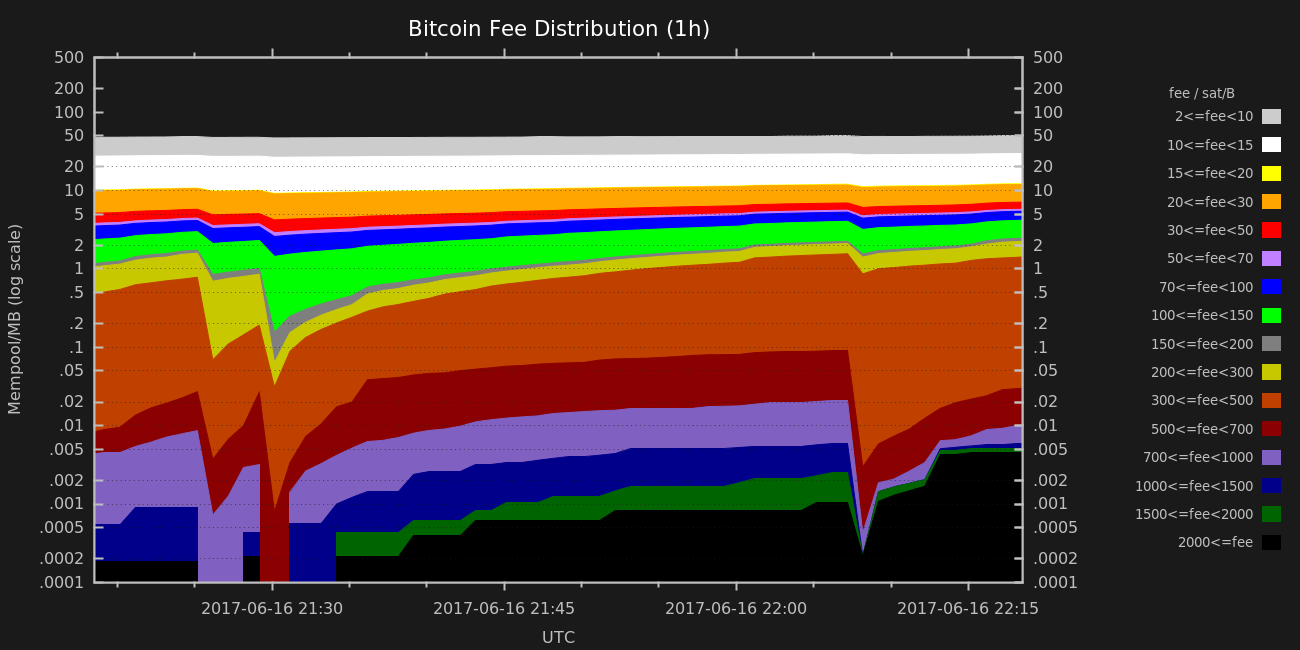 Bitcoin Fee Distribution (1h)
Mempool/MB (log scale)
500
200
100
50
20
10
5
2
1
.5
.2
.1
.05
.02
.01
.005
.002
.001
.0005
.0002
.0001
500
200
100
50
20
10
5
2
1
.5
.2
.1
.05
.02
.01
.005
.002
.001
.0005
.0002
.0001
2017-06-16 21:30
2017-06-16 21:45
2017-06-16 22:00
2017-06-16 22:15
UTC
fee / sat/B
2<=fee<10
10<=fee<15
15<=fee<20
20<=fee<30
30<=fee<50
50<=fee<70
70<=fee<100
100<=fee<150
150<=fee<200
200<=fee<300
300<=fee<500
500<=fee<700
700<=fee<1000
1000<=fee<1500
1500<=fee<2000
2000<=fee